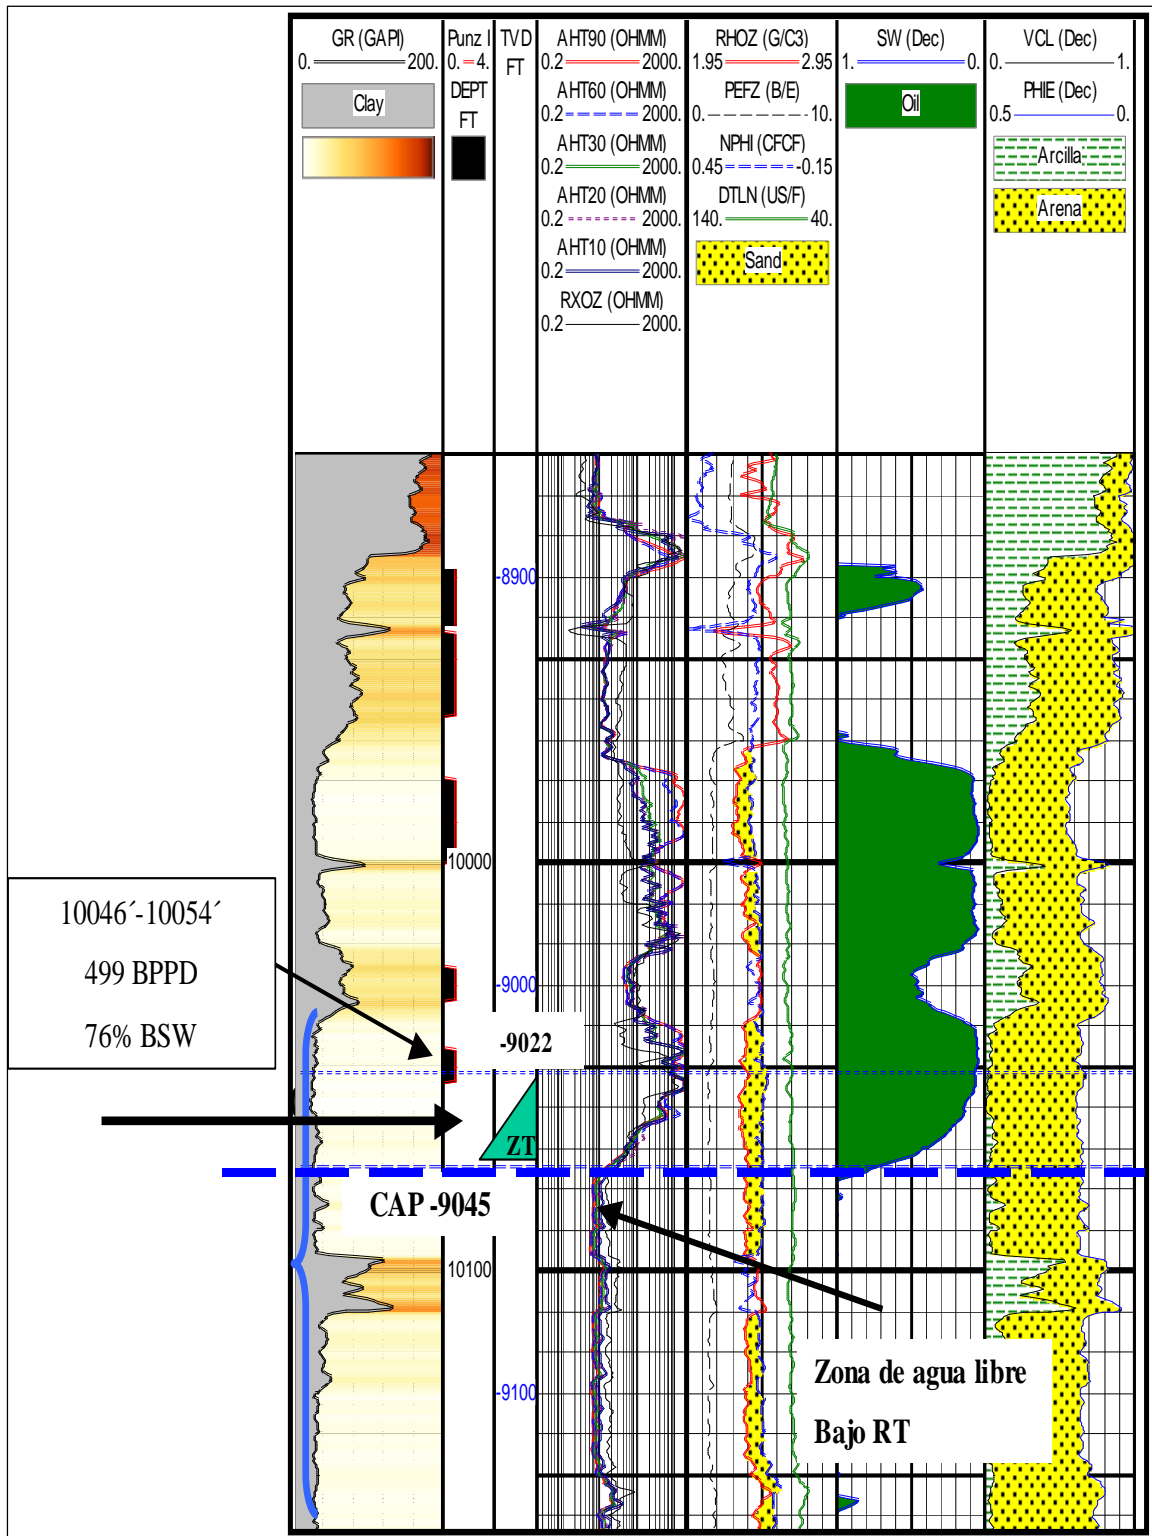 GR (GAPI)
0. 200.
Clay
Punz I
0. 4.
DEPT
FT
TVD
FT
AHT90 (OHMM)
0.2 2000.
AHT60 (OHMM)
0.2 2000.
AHT30 (OHMM)
0.2 2000.
AHT20 (OHMM)
0.2 2000.
AHT10 (OHMM)
0.2 2000.
RXOZ (OHMM)
0.2 2000.
RHOZ (G/C3)
1.95 2.95
PEFZ (B/E)
0. 10.
NPHI (CFCF)
0.45 -0.15
DTLN (US/F)
140. 40.
Sand
SW (Dec)
1. 0.
Oil
VCL (Dec)
0. 1.
PHIE (Dec)
0.5 0.
Arcilla
Arena
-8900
10000
10046´-10054´
499 BPPD
76% BSW
-9000
-9022
ZT
CAP -9045
10100
Zona de agua libre
Bajo RT
-9100